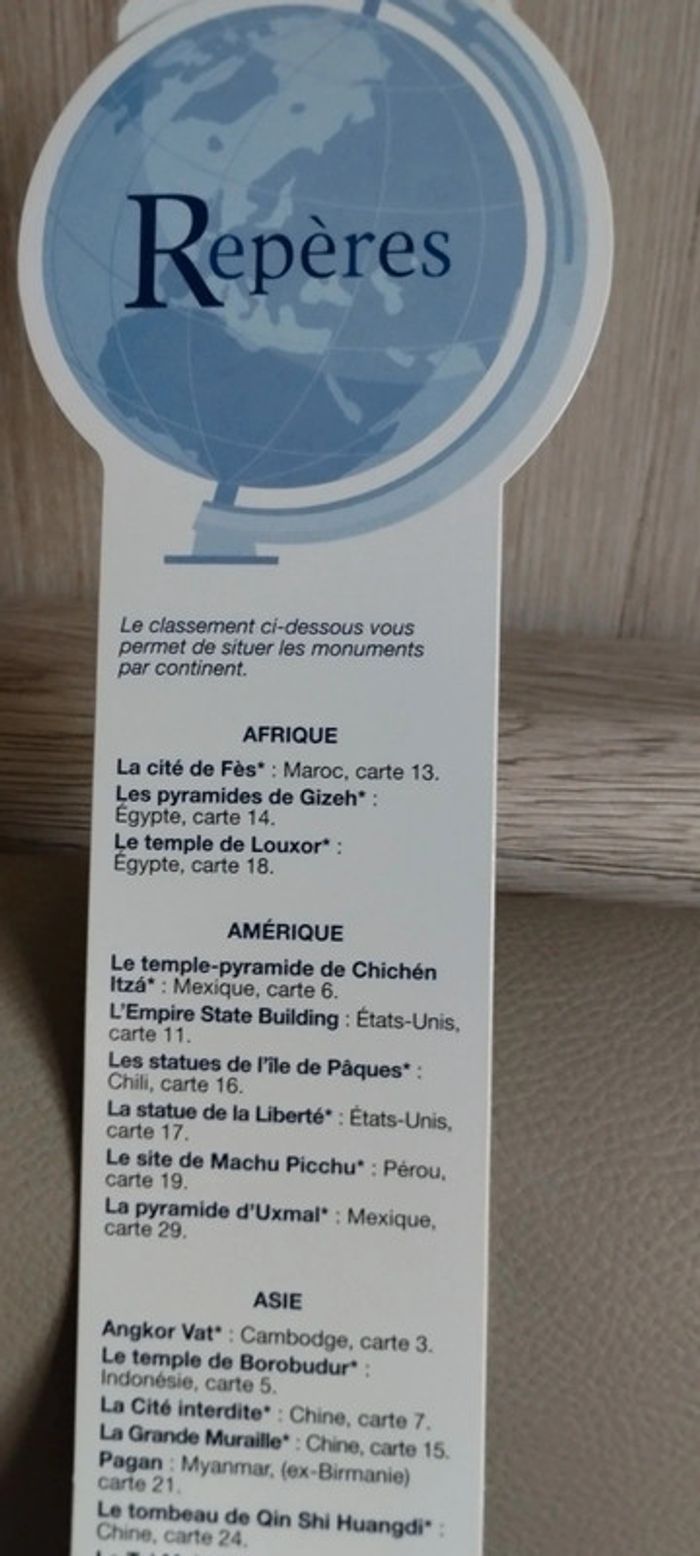 Repères
Le classement ci-dessous vous
permet de situer les monuments
par continent.
AFRIQUE
La cité de Fès* : Maroc, carte 13.
Les pyramides de Gizeh* :
Égypte, carte 14.
Le temple de Louxor* :
Égypte, carte 18.
AMÉRIQUE
Le temple-pyramide de Chichén
Itzá* : Mexique, carte 6.
L'Empire State Building : États-Unis,
carte 11.
Les statues de l'île de Pâques* :
Chili, carte 16.
La statue de la Liberté* : États-Unis,
carte 17.
Le site de Machu Picchu* : Pérou,
carte 19.
La pyramide d'Uxmal* : Mexique,
carte 29.
ASIE
Angkor Vat* : Cambodge, carte 3.
Le temple de Borobudur* :
Indonésie, carte 5.
La Cité interdite* : Chine, carte 7.
La Grande Muraille* : Chine, carte 15.
Pagan : Myanmar, (ex-Birmanie)
carte 21.
Le tombeau de Qin Shi Huangdi* :
Chine, carte 24.